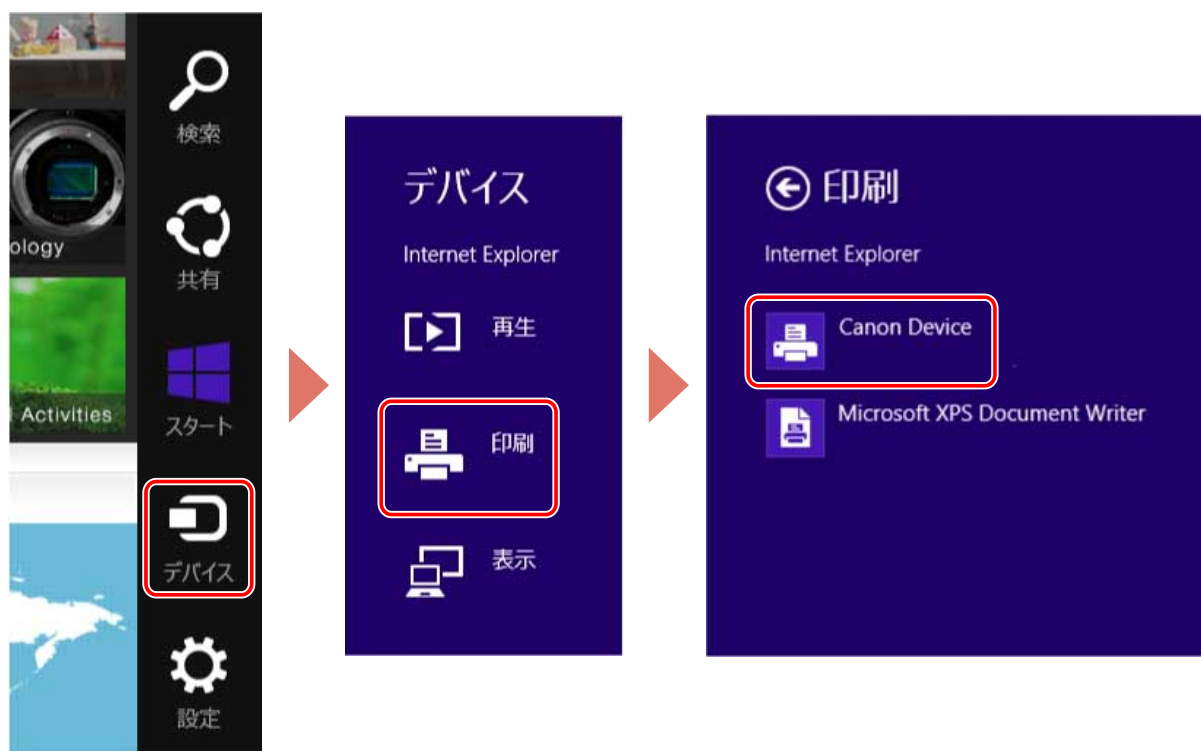 検索
共有
スタート
デバイス
設定
ology
Activities
デバイス
Internet Explorer
再生
印刷
表示
印刷
Internet Explorer
Canon Device
Microsoft XPS Document Writer